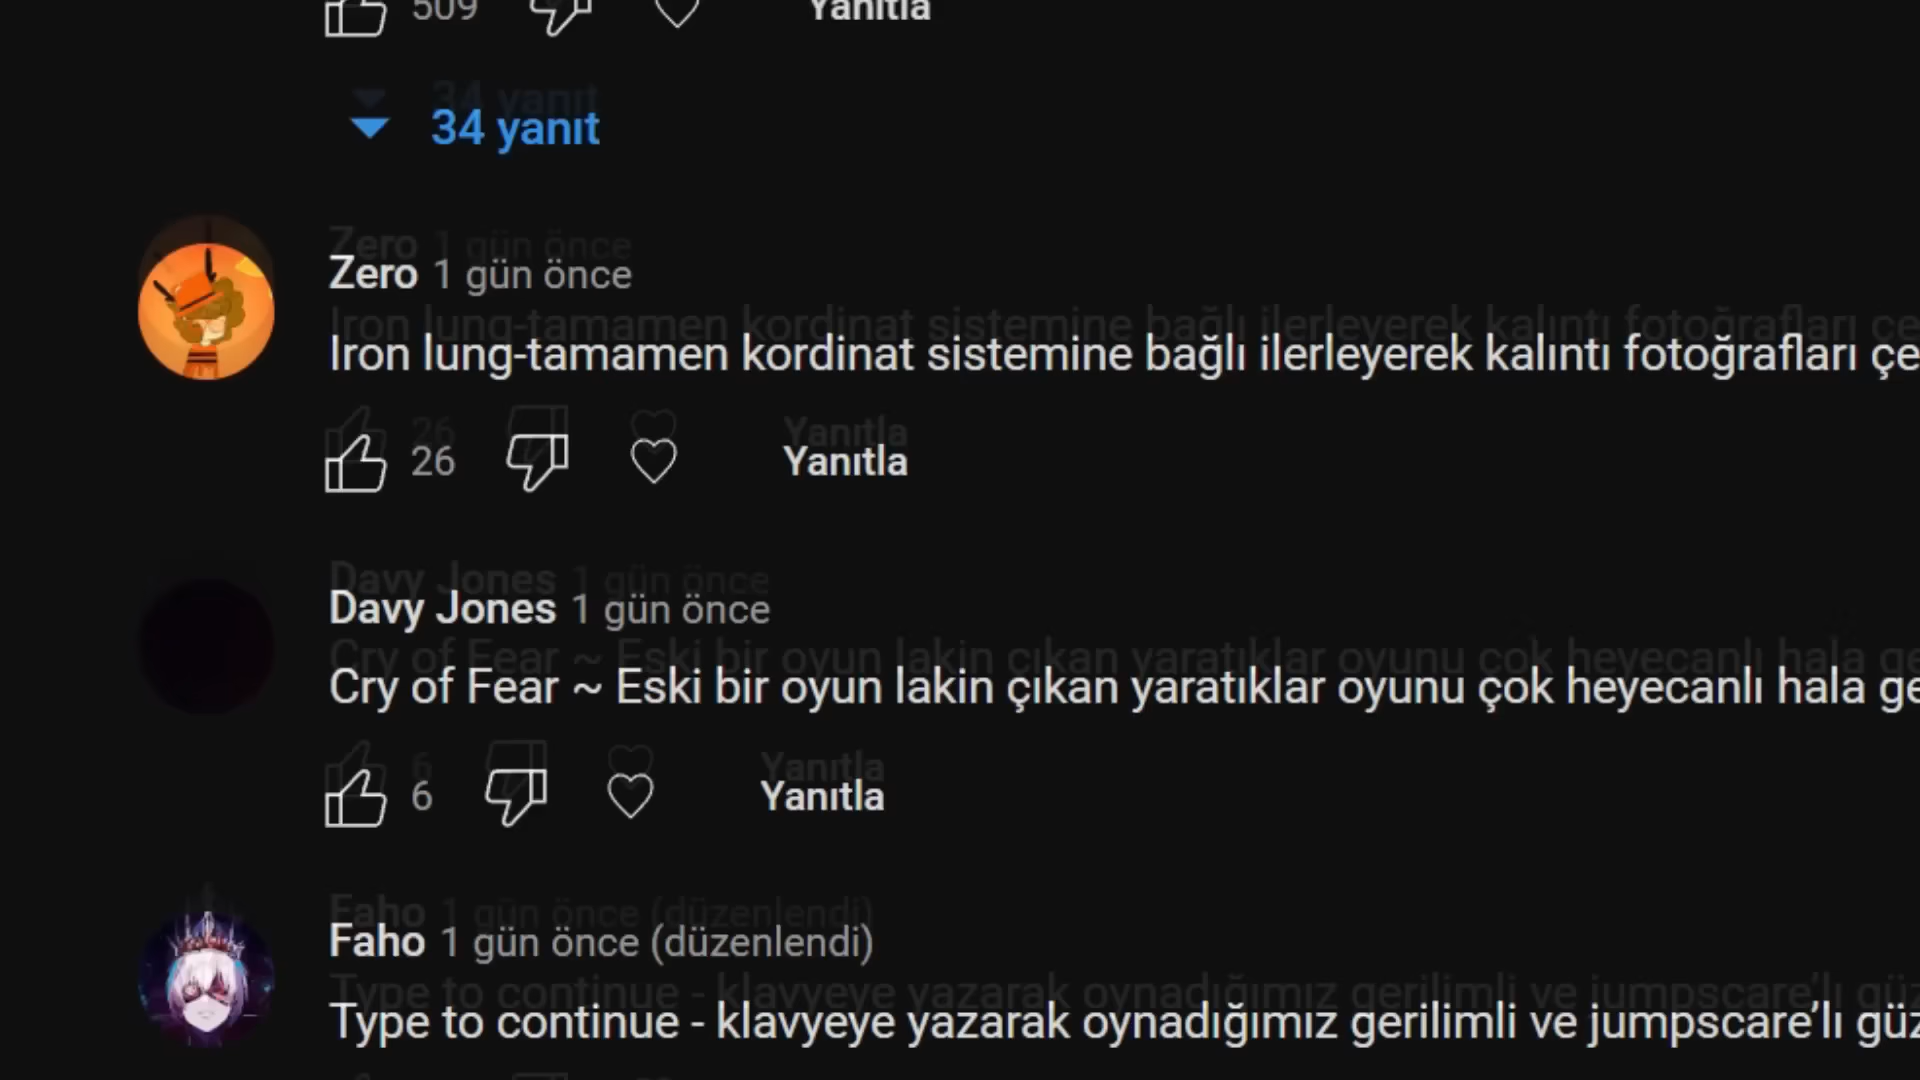 509 Yanıtla
34 yanıt
Zero 1 gün önce
Iron lung-tamamen kordinat sistemine bağlı ilerleyerek kalıntı fotoğrafları çe
26 Yanıtla
Davy Jones 1 gün önce
Cry of Fear ~ Eski bir oyun lakin çıkan yaratıklar oyunu çok heyecanlı hala ge
6 Yanıtla
Faho 1 gün önce (düzenlendi)
Type to continue - klavyeye yazarak oynadığımız gerilimli ve jumpscare’lı güz